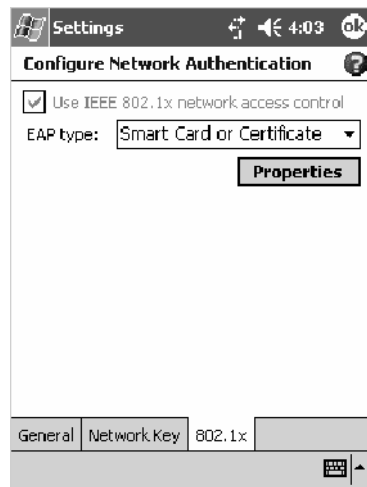 Settings 4:03 ok
Configure Network Authentication ?
Use IEEE 802.1x network access control
EAP type: Smart Card or Certificate
Properties
General Network Key 802.1x